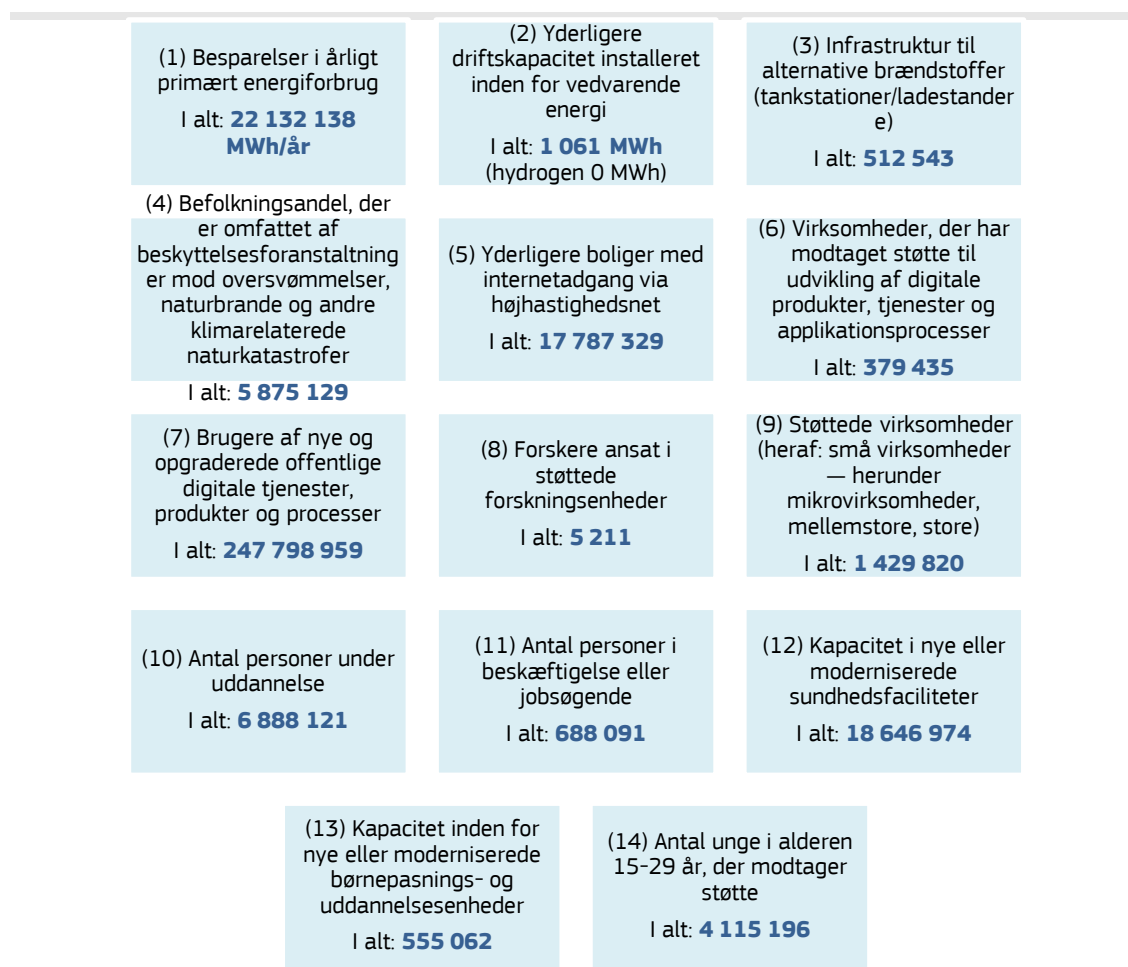 (1) Besparelser i årligt
primært energiforbrug
I alt: 22 132 138
MWh/år
(2) Yderligere
driftskapacitet installeret
inden for vedvarende
energi
I alt: 1 061 MWh
(hydrogen 0 MWh)
(3) Infrastruktur til
alternative brændstoffer
(tankstationer/ladestander
e)
I alt: 512 543
(4) Befolkningsandel, der
er omfattet af
beskyttelsesforanstaltning
er mod oversvømmelser,
naturbrande og andre
klimarelaterede
naturkatastrofer
I alt: 5 875 129
(5) Yderligere boliger med
internetadgang via
højhastighedsnet
I alt: 17 787 329
(6) Virksomheder, der har
modtaget støtte til
udvikling af digitale
produkter, tjenester og
applikationsprocesser
I alt: 379 435
(7) Brugere af nye og
opgraderede offentlige
digitale tjenester,
produkter og processer
I alt: 247 798 959
(8) Forskere ansat i
støttede
forskningsenheder
I alt: 5 211
(9) Støttede virksomheder
(heraf: små virksomheder
— herunder
mikrovirksomheder,
mellemstore, store)
I alt: 1 429 820
(10) Antal personer under
uddannelse
I alt: 6 888 121
(11) Antal personer i
beskæftigelse eller
jobsøgende
I alt: 688 091
(12) Kapacitet i nye eller
moderniserede
sundhedsfaciliteter
I alt: 18 646 974
(13) Kapacitet inden for
nye eller moderniserede
børnepasnings- og
uddannelsesenheder
I alt: 555 062
(14) Antal unge i alderen
15-29 år, der modtager
støtte
I alt: 4 115 196